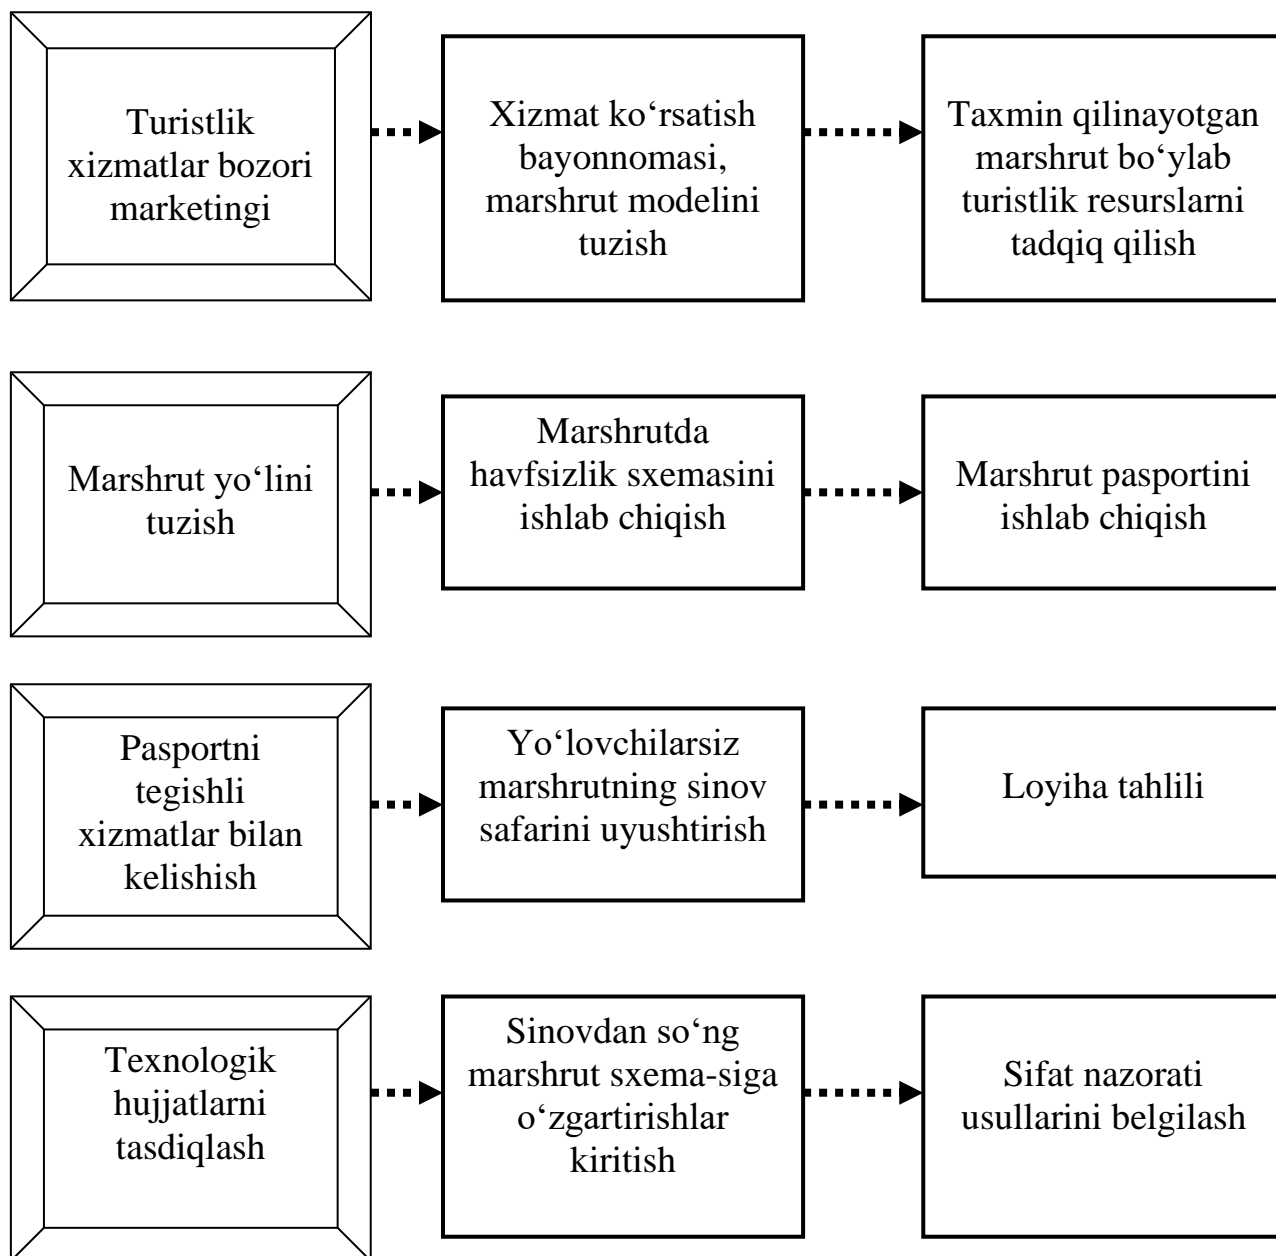 Turistlik
xizmatlar bozori
marketingi
Xizmat ko‘rsatish
bayonnomasi,
marshrut modelini
tuzish
Taxmin qilinayotgan
marshrut bo‘ylab
turistlik resurslarni
tadqiq qilish
Marshrut yo‘lini
tuzish
Marshrutda
havfsizlik sxemasini
ishlab chiqish
Marshrut pasportini
ishlab chiqish
Pasportni
tegishli
xizmatlar bilan
kelishish
Yo‘lovchilarsiz
marshrutning sinov
safarini uyushtirish
Loyiha tahlili
Texnologik
hujjatlarni
tasdiqlash
Sinovdan so‘ng
marshrut sxema-siga
o‘zgartirishlar
kiritish
Sifat nazorati
usullarini belgilash